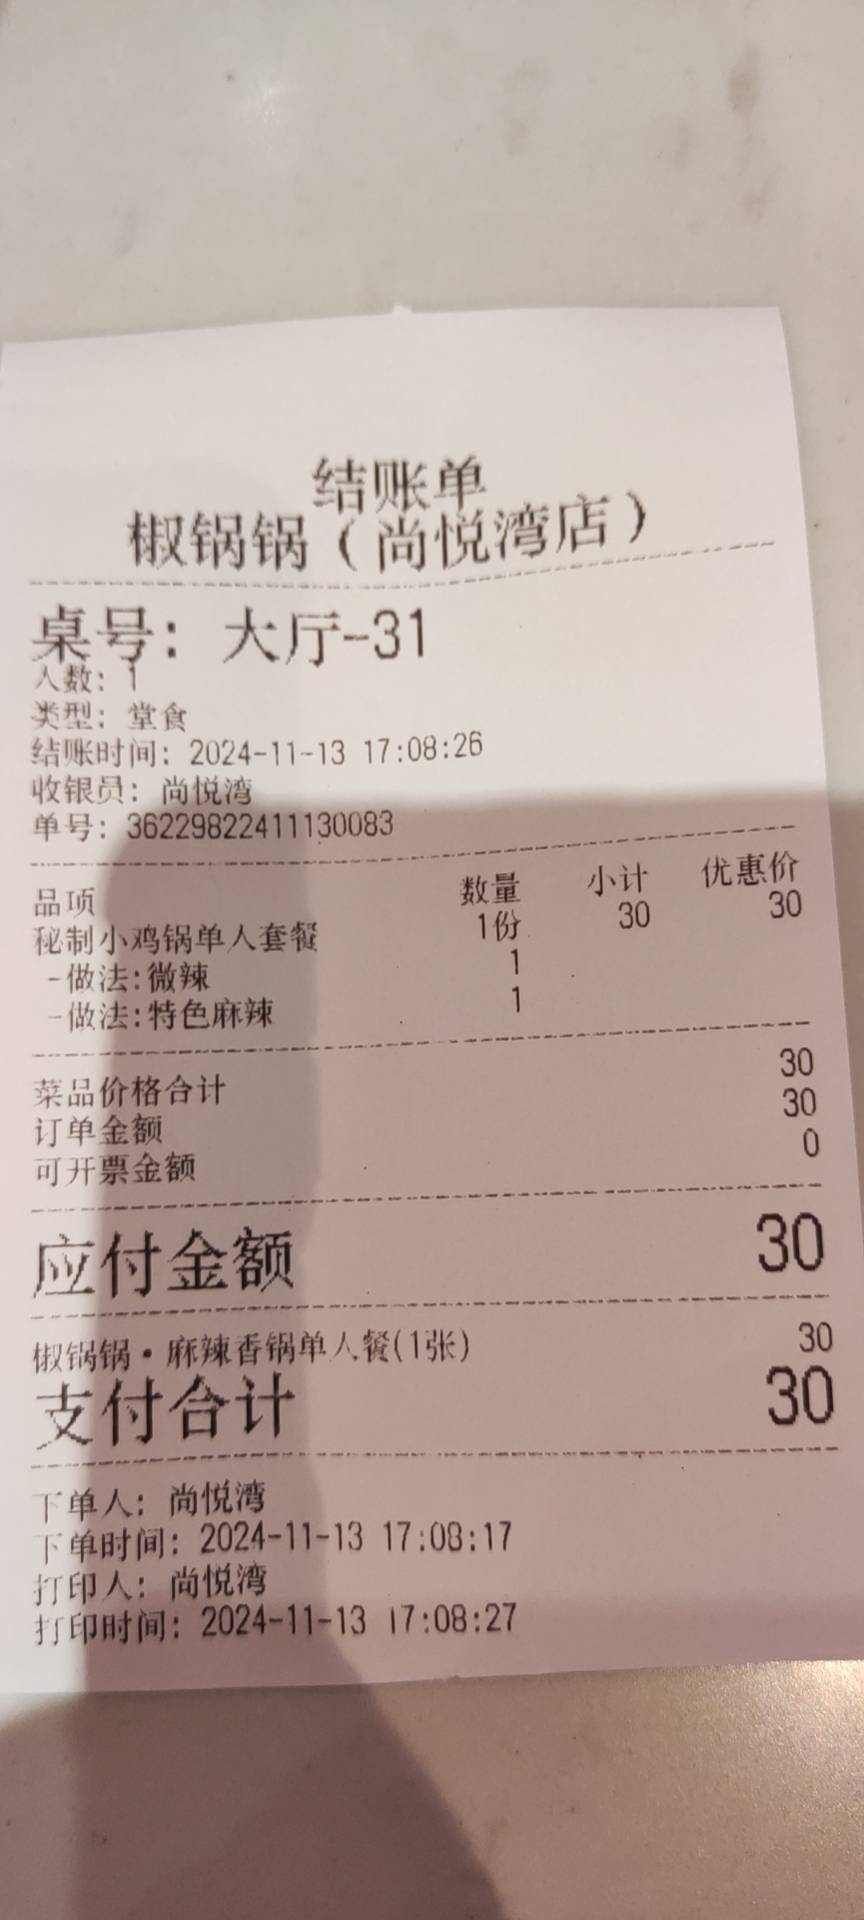 结账单
椒锅锅（尚悦湾店）
桌号：大厅-31
人数：1
类型：堂食
结账时间：2024-11-13 17:08:26
收银员：尚悦湾
单号：36229822411130083
品项 数量 小计 优惠价
秘制小鸡锅单人套餐 1份 30 30
-做法:微辣 1
-做法:特色麻辣 1
菜品价格合计 30
订单金额 30
可开票金额 0
应付金额 30
椒锅锅·麻辣香锅单人餐(1张) 30
支付合计 30
下单人：尚悦湾
下单时间：2024-11-13 17:08:17
打印人：尚悦湾
打印时间：2024-11-13 17:08:27